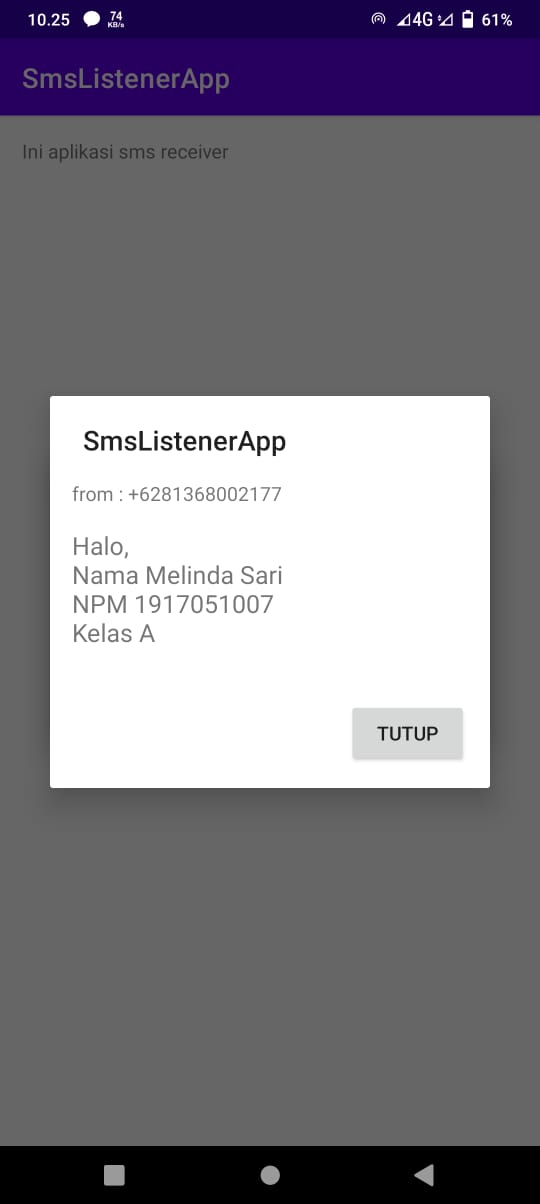 10.25 74 KB/s 4G 61%
SmsListenerApp
Ini aplikasi sms receiver
SmsListenerApp
from : +6281368002177
Halo,
Nama Melinda Sari
NPM 1917051007
Kelas A
TUTUP